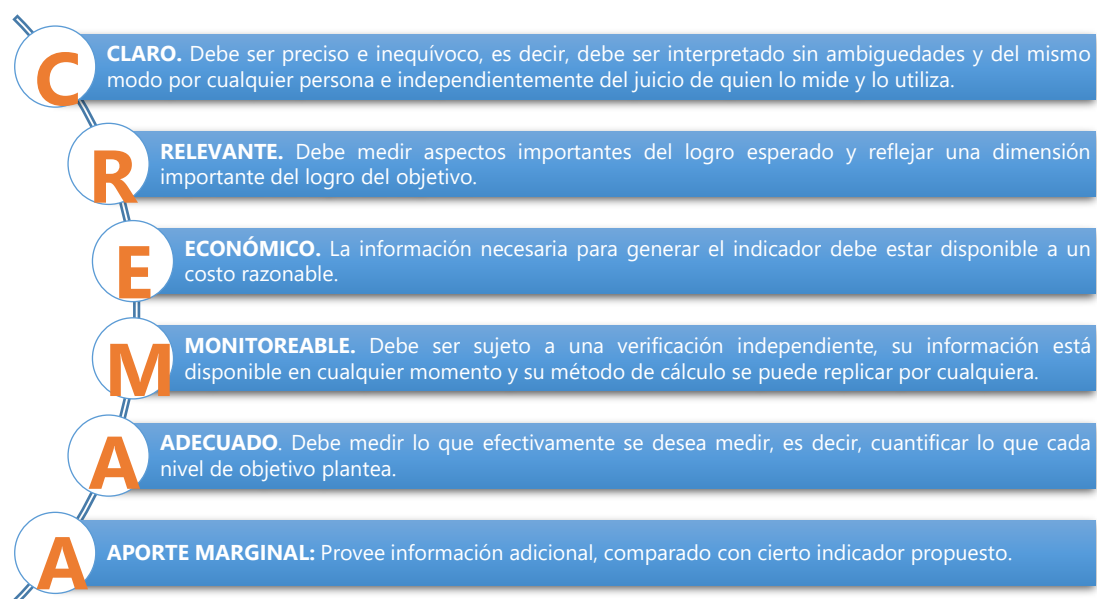 C
CLARO. Debe ser preciso e inequívoco, es decir, debe ser interpretado sin ambiguedades y del mismo
modo por cualquier persona e independientemente del juicio de quien lo mide y lo utiliza.
R
RELEVANTE. Debe medir aspectos importantes del logro esperado y reflejar una dimensión
importante del logro del objetivo.
E
ECONÓMICO. La información necesaria para generar el indicador debe estar disponible a un
costo razonable.
M
MONITOREABLE. Debe ser sujeto a una verificación independiente, su información está
disponible en cualquier momento y su método de cálculo se puede replicar por cualquiera.
A
ADECUADO. Debe medir lo que efectivamente se desea medir, es decir, cuantificar lo que cada
nivel de objetivo plantea.
A
APORTE MARGINAL: Provee información adicional, comparado con cierto indicador propuesto.